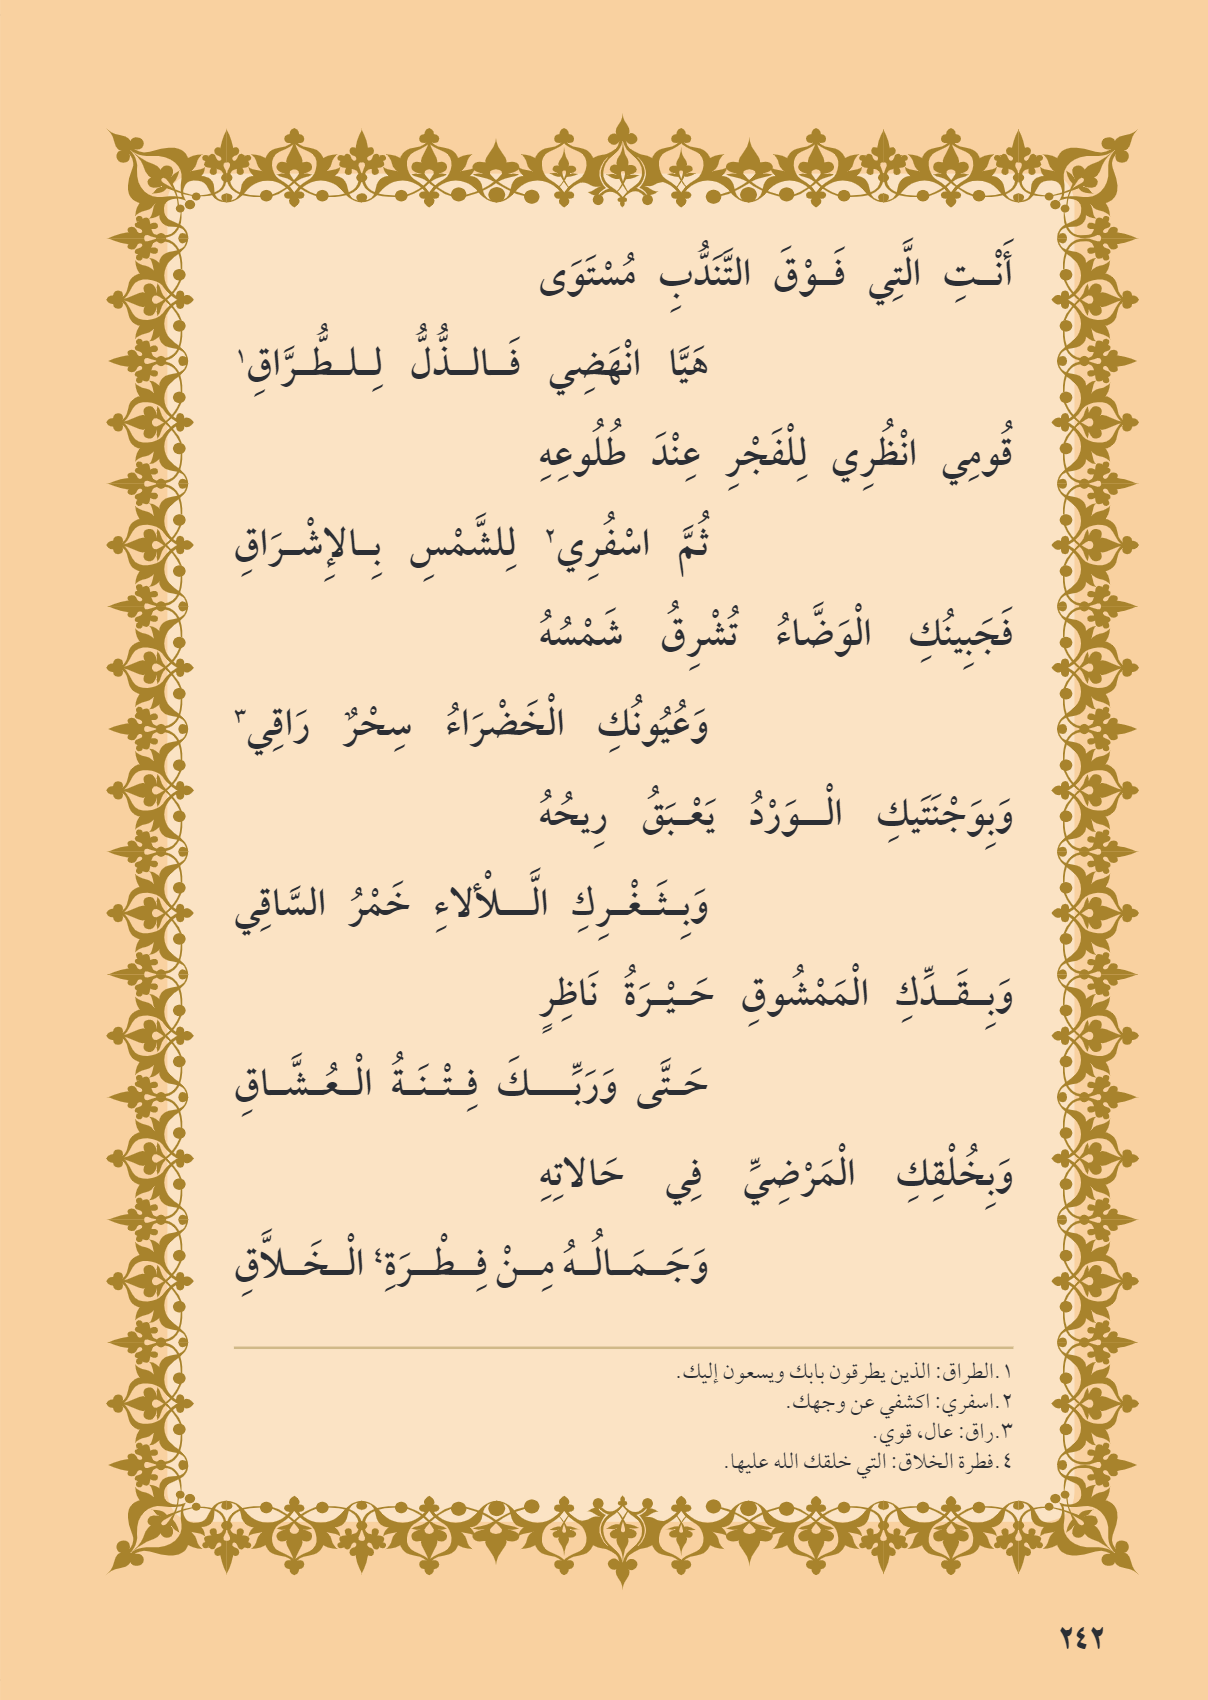 أَنْـتِ الَّتِي فَـوْقَ التَّنَدُّبِ مُسْتَوَى
هَيَّا انْهَضِي فَـالـذُّلُّ لِـلـطُّـرَّاقِ١
قُومِي انْظُرِي لِلْفَجْرِ عِنْدَ طُلُوعِهِ
ثُمَّ اسْفُرِي٢ لِلشَّمْسِ بِـالإِشْـرَاقِ
فَجَبِينُكِ الْوَضَّاءُ تُشْرِقُ شَمْسُهُ
وَعُيُونُكِ الْخَضْرَاءُ سِحْرٌ رَاقِي٣
وَبِوَجْنَتَيكِ الْـوَرْدُ يَعْـبَقُ رِيحُهُ
وَبِـثَـغْـرِكِ الَّـلأْلاءِ خَمْرُ السَّاقِي
وَبِـقَـدِّكِ الْمَمْشُوقِ حَـيْـرَةُ نَاظِرٍ
حَـتَّى وَرَبِّـكَ فِـتْـنَـةُ الْـعُـشَّـاقِ
وَبِخُلْقِكِ الْمَرْضِيِّ فِي حَالاتِهِ
وَجَـمَـالُـهُ مِـنْ فِـطْـرَةِ٤ الْـخَـلاَّقِ
١.الطراق: الذين يطرقون بابك ويسعون إليك.
٢.اسفري: اكشفي عن وجهك.
٣.راق: عال، قوي.
٤.فطرة الخلاق: التي خلقك الله عليها.
٢٤٢